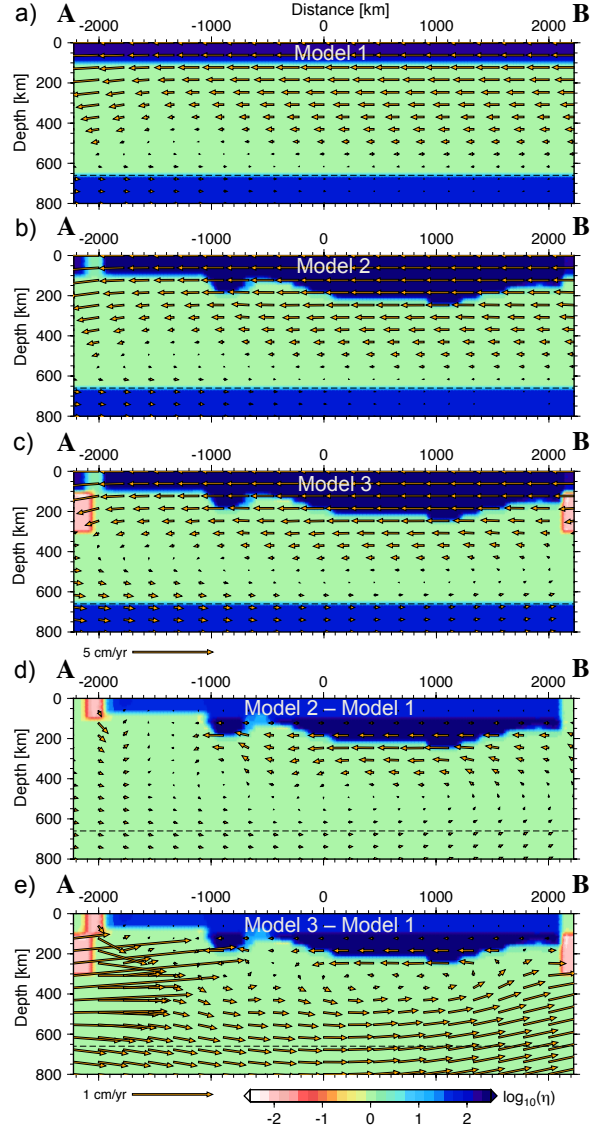 Distance [km]
a) A -2000 -1000 0 1000 2000 B
Model 1
Depth [km]
0
200
400
600
800
b) A -2000 -1000 0 1000 2000 B
Model 2
Depth [km]
0
200
400
600
800
c) A -2000 -1000 0 1000 2000 B
Model 3
Depth [km]
0
200
400
600
800
5 cm/yr
d) A -2000 -1000 0 1000 2000 B
Model 2 – Model 1
Depth [km]
0
200
400
600
800
e) A -2000 -1000 0 1000 2000 B
Model 3 – Model 1
Depth [km]
0
200
400
600
800
1 cm/yr
-2 -1 0 1 2
log10(η)